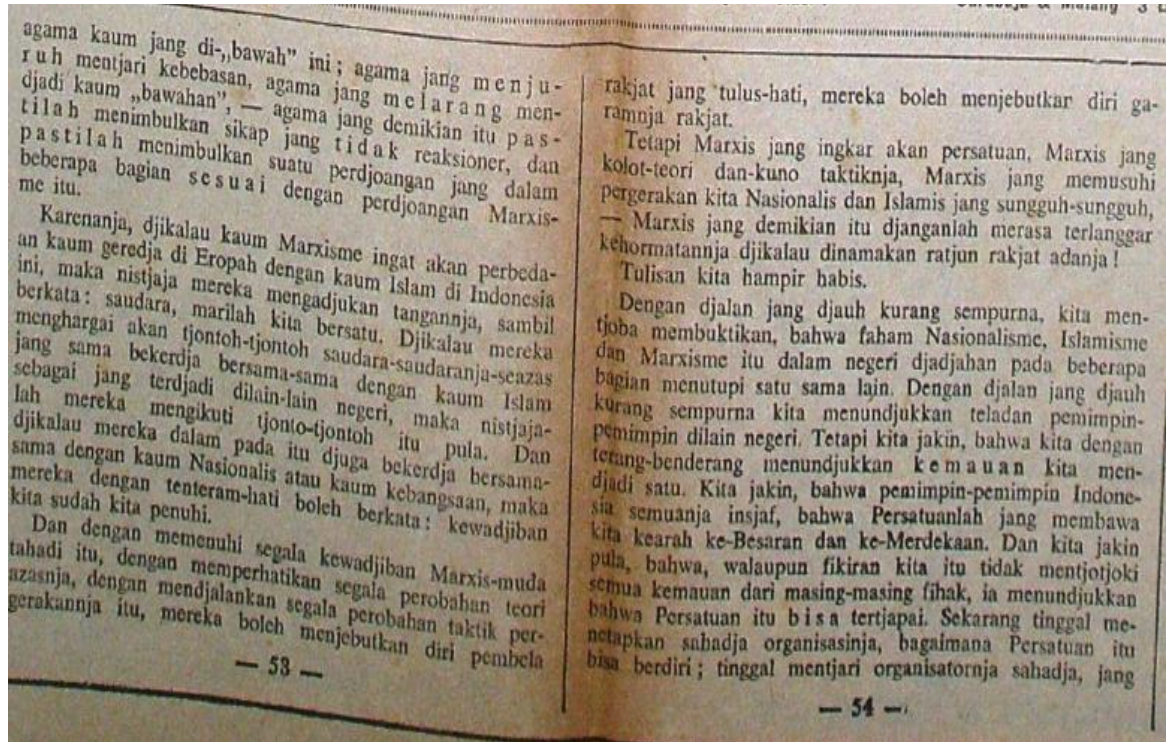 Surabaja & Malang 3
agama kaum jang di-„bawah” ini; agama jang menju-
ruh mentjari kebebasan, agama jang melarang men-
djadi kaum „bawahan”, — agama jang demikian itu pas-
tilah menimbulkan sikap jang tidak reaksioner, dan
pastilah menimbulkan suatu perdjoangan jang dalam
beberapa bagian sesuai dengan perdjoangan Marxis-
me itu.
Karenanja, djikalau kaum Marxisme ingat akan perbeda-
an kaum geredja di Eropah dengan kaum Islam di Indonesia
ini, maka nistjaja mereka mengadjukan tangannja, sambil
berkata: saudara, marilah kita bersatu. Djikalau mereka
menghargai akan tjontoh-tjontoh saudara-saudaranja-seazas
jang sama bekerdja bersama-sama dengan kaum Islam
sebagai jang terdjadi dilain-lain negeri, maka nistjaja-
lah mereka mengikuti tjonto-tjontoh itu pula. Dan
djikalau mereka dalam pada itu djuga bekerdja bersama-
sama dengan kaum Nasionalis atau kaum kebangsaan, maka
mereka dengan tenteram-hati boleh berkata: kewadjiban
kita sudah kita penuhi.
Dan dengan memenuhi segala kewadjiban Marxis-muda
tahadi itu, dengan memperhatikan segala perobahan teori
azasnja, dengan mendjalankan segala perobahan taktik per-
gerakannja itu, mereka boleh menjebutkan diri pembela
— 53 —
rakjat jang tulus-hati, mereka boleh menjebutkar diri ga-
ramnja rakjat.
Tetapi Marxis jang ingkar akan persatuan, Marxis jang
kolot-teori dan-kuno taktiknja, Marxis jang memusuhi
pergerakan kita Nasionalis dan Islamis jang sungguh-sungguh,
— Marxis jang demikian itu djanganlah merasa terlanggar
kehormatannja djikalau dinamakan ratjun rakjat adanja!
Tulisan kita hampir habis.
Dengan djalan jang djauh kurang sempurna, kita men-
tjoba membuktikan, bahwa faham Nasionalisme, Islamisme
dan Marxisme itu dalam negeri djadjahan pada beberapa
bagian menutupi satu sama lain. Dengan djalan jang djauh
kurang sempurna kita menundjukkan teladan pemimpin-
pemimpin dilain negeri. Tetapi kita jakin, bahwa kita dengan
terang-benderang menundjukkan kemauan kita men-
djadi satu. Kita jakin, bahwa pemimpin-pemimpin Indone-
sia semuanja insjaf, bahwa Persatuanlah jang membawa
kita kearah ke-Besaran dan ke-Merdekaan. Dan kita jakin
pula, bahwa, walaupun fikiran kita itu tidak mentjotjoki
semua kemauan dari masing-masing fihak, ia menundjukkan
bahwa Persatuan itu bisa tertjapai. Sekarang tinggal me-
netapkan sahadja organisasinja, bagaimana Persatuan itu
bisa berdiri; tinggal mentjari organisatornja sahadja, jang
— 54 —